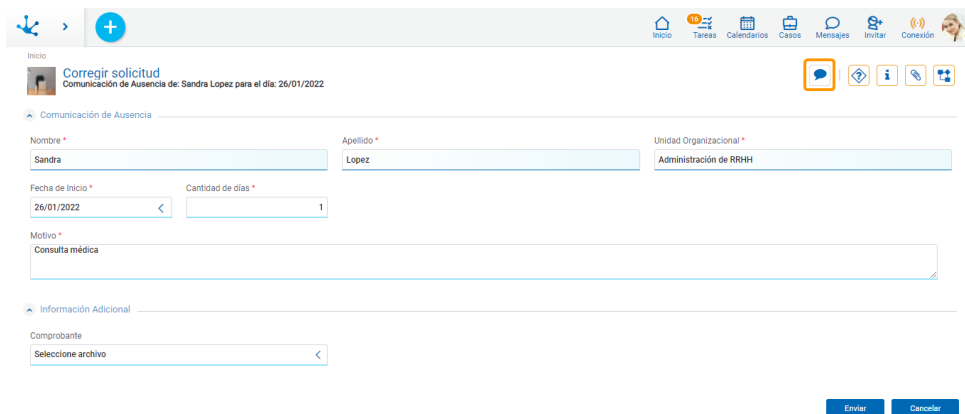 16
Inicio Tareas Calendarios Casos Mensajes Invitar Conexión
Inicio
Corregir solicitud
Comunicación de Ausencia de: Sandra Lopez para el día: 26/01/2022
Comunicación de Ausencia
Nombre * Apellido * Unidad Organizacional *
Sandra Lopez Administración de RRHH
Fecha de Inicio * Cantidad de días *
26/01/2022 1
Motivo *
Consulta médica
Información Adicional
Comprobante
Seleccione archivo
Enviar Cancelar